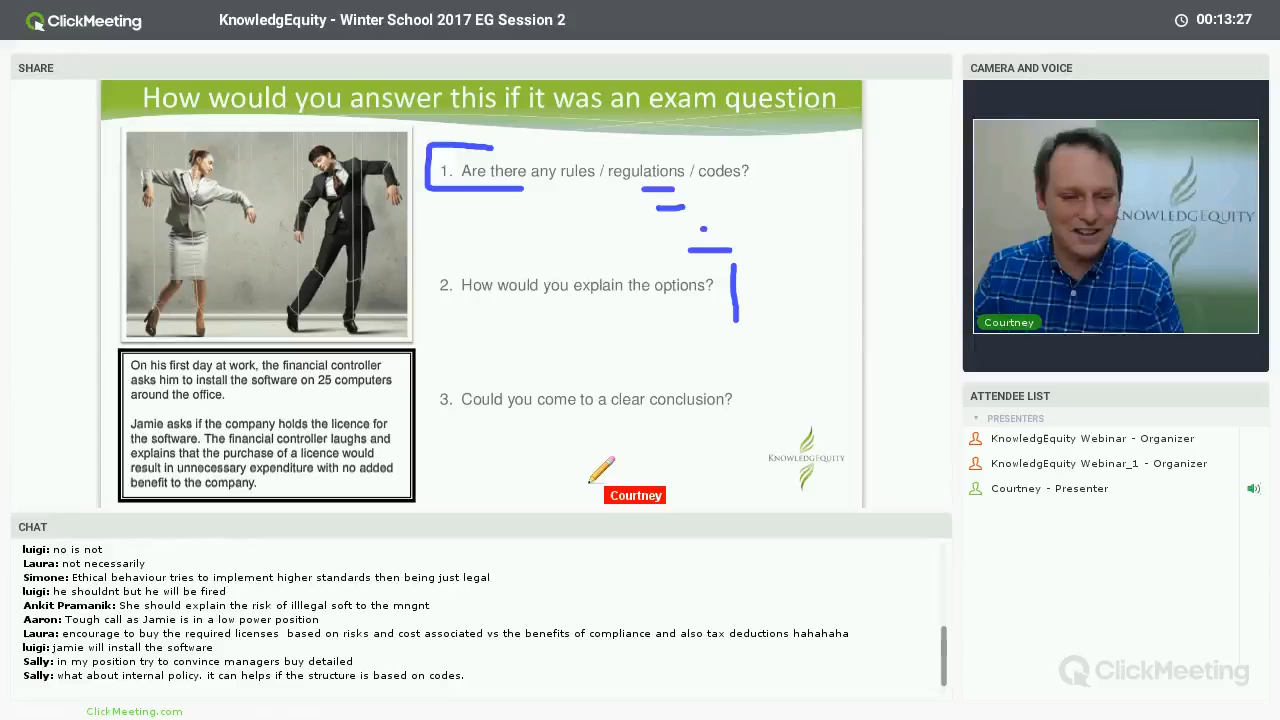 ClickMeeting
KnowledgEquity - Winter School 2017 EG Session 2
00:13:27
SHARE
How would you answer this if it was an exam question
1. Are there any rules / regulations / codes?
2. How would you explain the options?
3. Could you come to a clear conclusion?
On his first day at work, the financial controller
asks him to install the software on 25 computers
around the office.
Jamie asks if the company holds the licence for
the software. The financial controller laughs and
explains that the purchase of a licence would
result in unnecessary expenditure with no added
benefit to the company.
KNOWLEDGEQUITY
Courtney
CAMERA AND VOICE
KNOWLEDGEQUITY
Courtney
ATTENDEE LIST
PRESENTERS
KnowledgEquity Webinar - Organizer
KnowledgEquity Webinar_1 - Organizer
Courtney - Presenter
CHAT
luigi: no is not
Laura: not necessarily
Simone: Ethical behaviour tries to implement higher standards then being just legal
luigi: he shouldnt but he will be fired
Ankit Pramanik: She should explain the risk of illlegal soft to the mngnt
Aaron: Tough call as Jamie is in a low power position
Laura: encourage to buy the required licenses based on risks and cost associated vs the benefits of compliance and also tax deductions hahahaha
luigi: jamie will install the software
Sally: in my position try to convince managers buy detailed
Sally: what about internal policy. it can helps if the structure is based on codes.
ClickMeeting
ClickMeeting.com